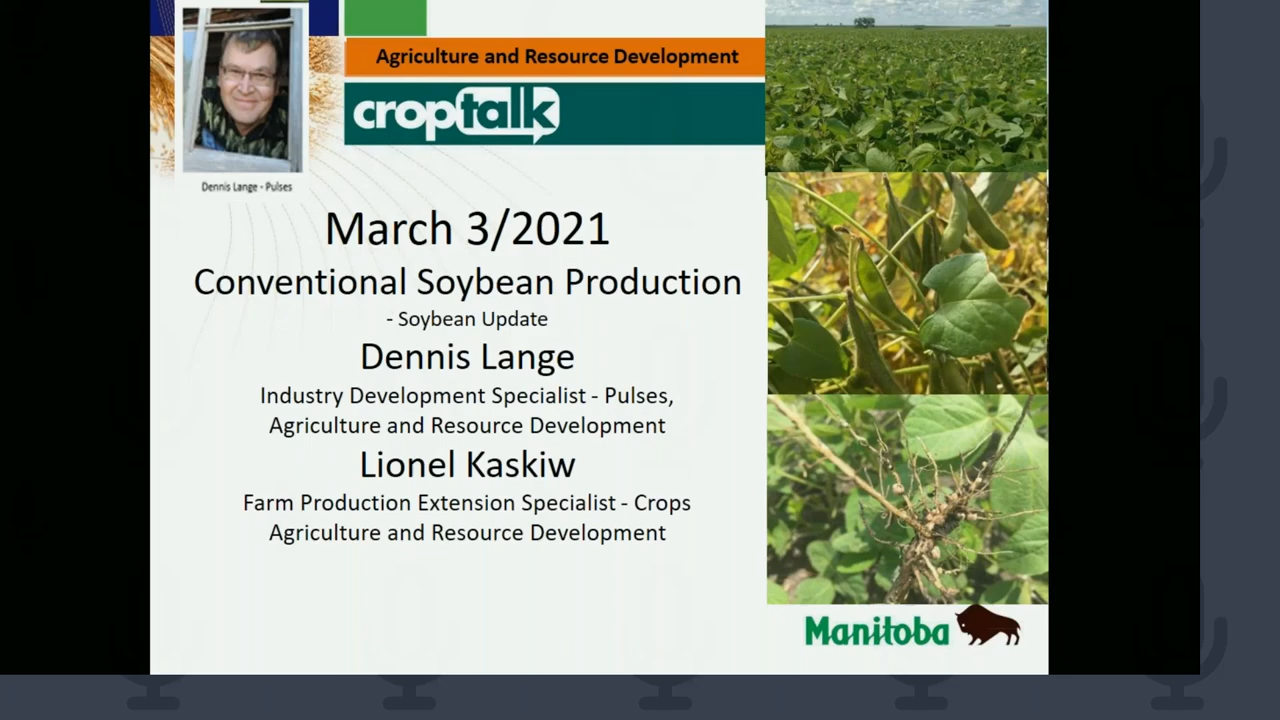 Agriculture and Resource Development
croptalk
Dennis Lange - Pulses
March 3/2021
Conventional Soybean Production
- Soybean Update
Dennis Lange
Industry Development Specialist - Pulses,
Agriculture and Resource Development
Lionel Kaskiw
Farm Production Extension Specialist - Crops
Agriculture and Resource Development
Manitoba